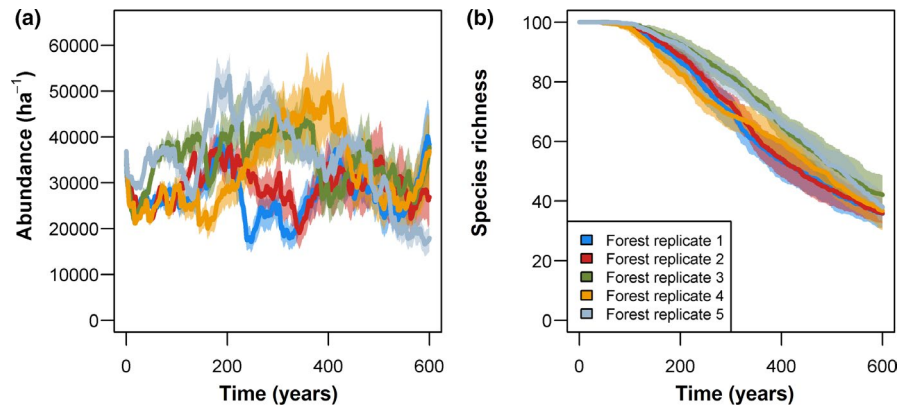 (a)
Abundance (ha−1)
60000
50000
40000
30000
20000
10000
0
0 200 400 600
Time (years)
(b)
Species richness
100
80
60
40
20
0
Forest replicate 1
Forest replicate 2
Forest replicate 3
Forest replicate 4
Forest replicate 5
0 200 400 600
Time (years)